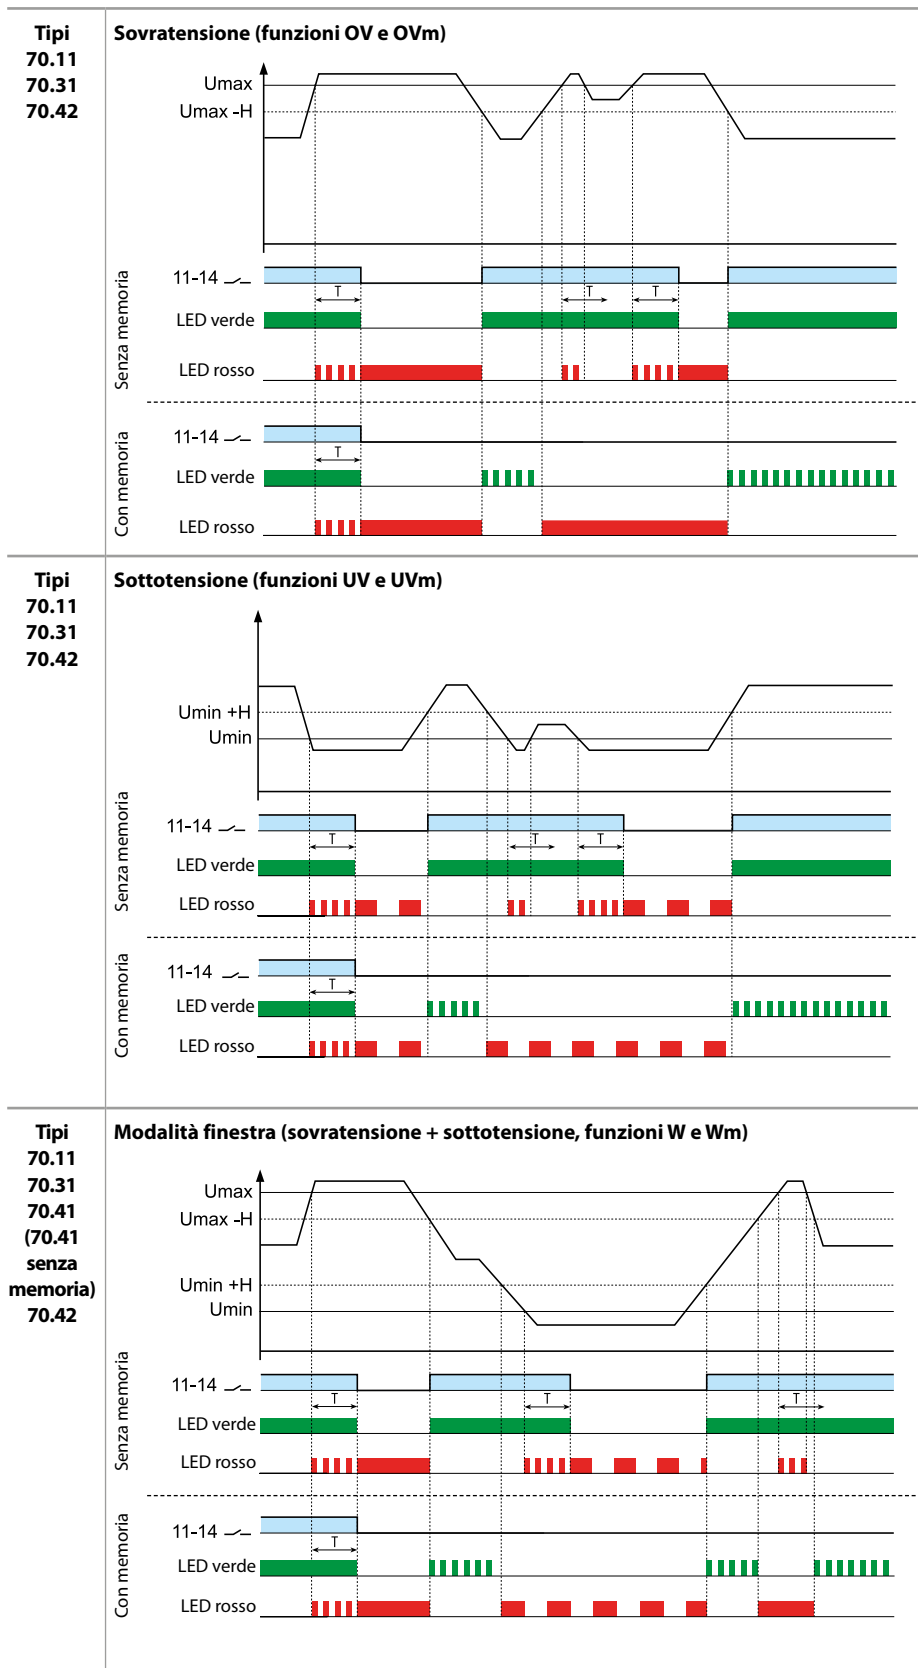 Tipi
70.11
70.31
70.42
Sovratensione (funzioni OV e OVm)
Umax
Umax -H
Senza memoria
11-14
T
T
T
LED verde
LED rosso
Con memoria
11-14
T
LED verde
LED rosso
Tipi
70.11
70.31
70.42
Sottotensione (funzioni UV e UVm)
Umin +H
Umin
Senza memoria
11-14
T
T
T
LED verde
LED rosso
Con memoria
11-14
T
LED verde
LED rosso
Tipi
70.11
70.31
70.41
(70.41
senza
memoria)
70.42
Modalità finestra (sovratensione + sottotensione, funzioni W e Wm)
Umax
Umax -H
Umin +H
Umin
Senza memoria
11-14
T
T
T
LED verde
LED rosso
Con memoria
11-14
T
LED verde
LED rosso